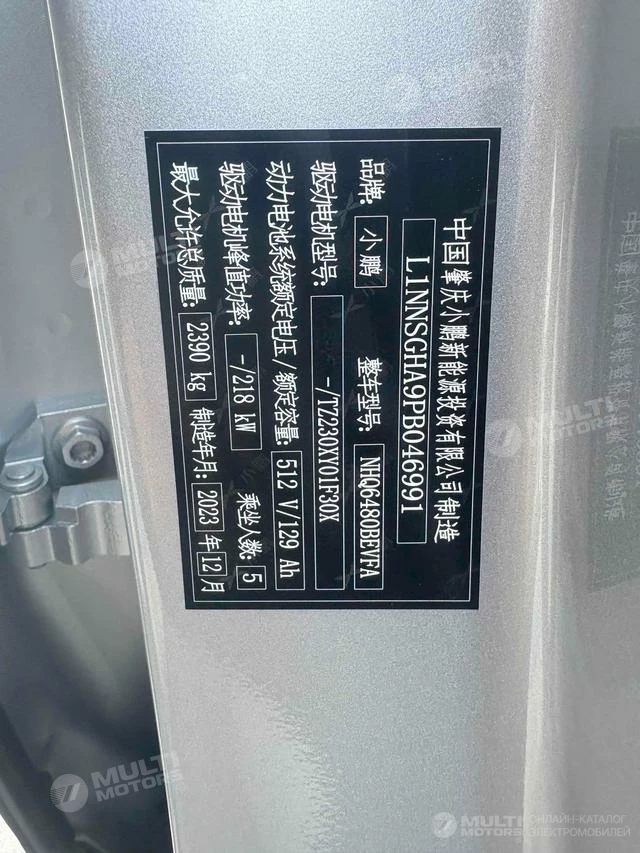 中国肇庆小鹏新能源投资有限公司制造
L1NNSGHA9PB046991
品牌: 小鹏 整车型号: NHQ6480BEVFA
驱动电机型号: -/TZ230XY01F30X
动力电池系统额定电压/额定容量: 512 V/129 Ah
驱动电机峰值功率: -/218 kW 乘坐人数: 5
最大允许总质量: 2390 kg 制造年月: 2023 年 12 月
MULTI MOTORS
MULTI MOTORS
MULTI MOTORS
MULTI MOTORS
ОНЛАЙН-КАТАЛОГ
ЭЛЕКТРОМОБИЛЕЙ